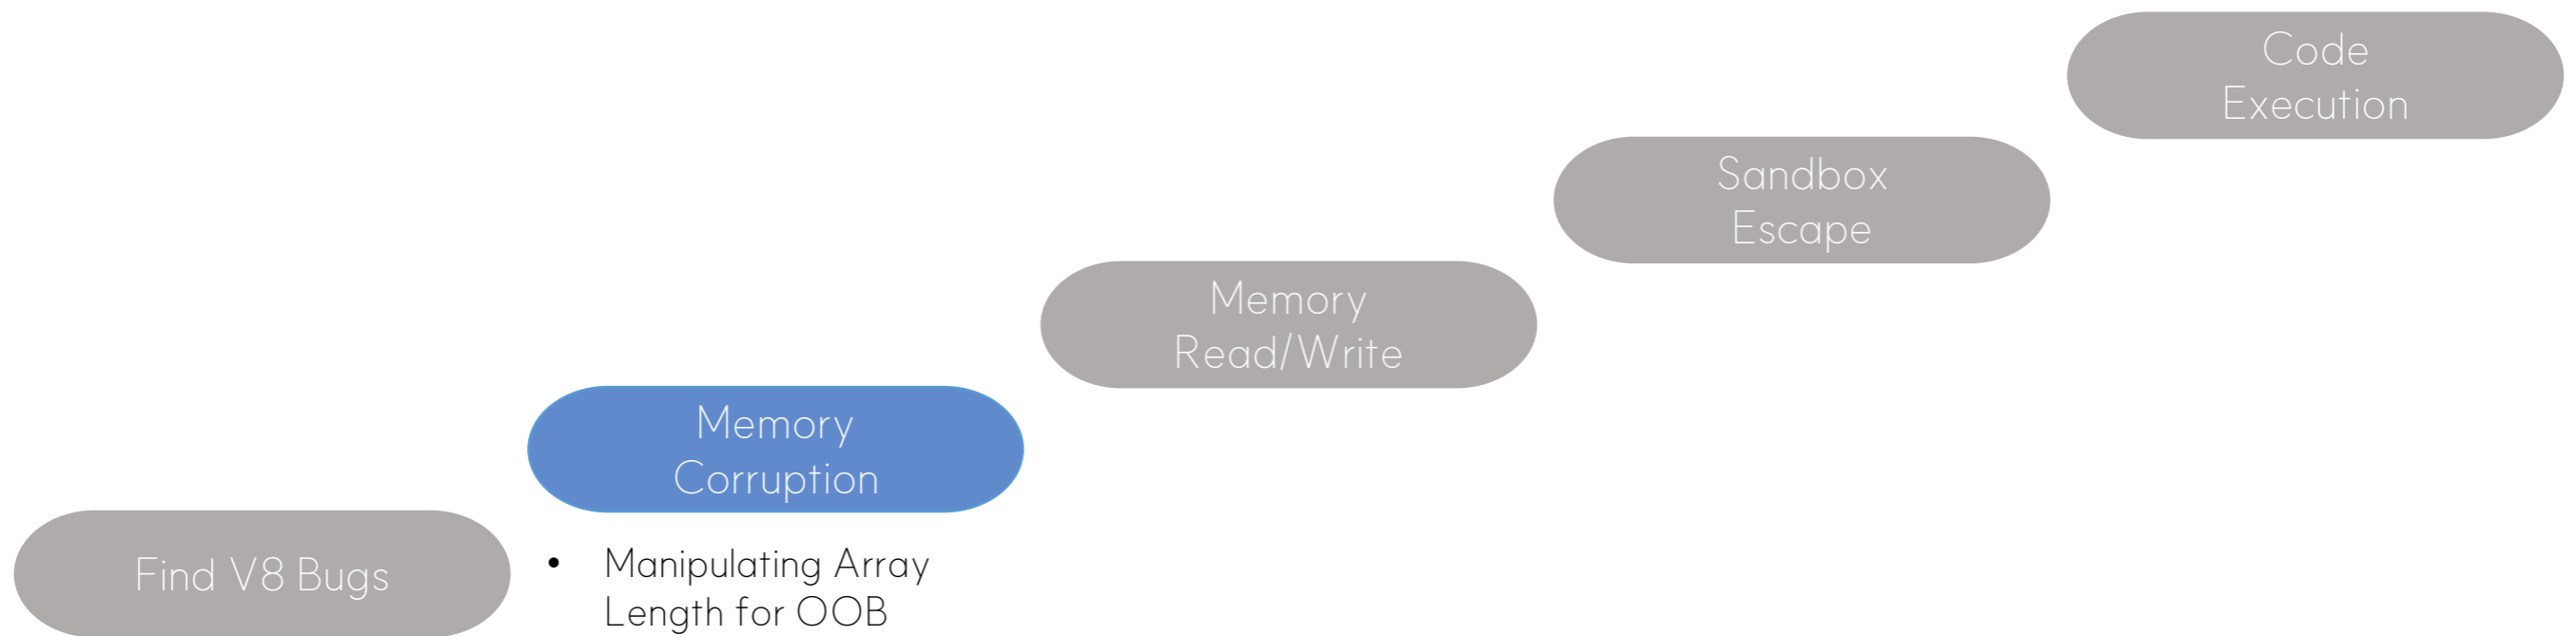 Code
Execution
Sandbox
Escape
Memory
Read/Write
Memory
Corruption
Find V8 Bugs
• Manipulating Array
Length for OOB